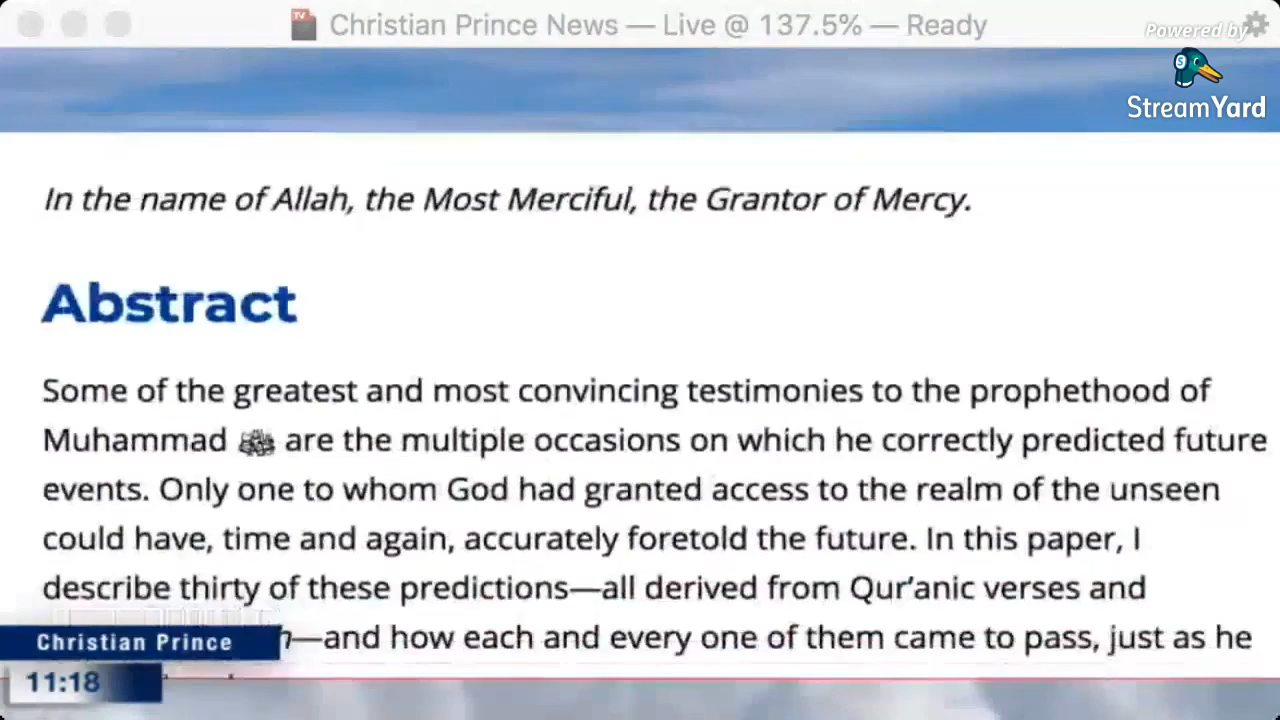 Christian Prince News — Live @ 137.5% — Ready
Powered by
StreamYard
In the name of Allah, the Most Merciful, the Grantor of Mercy.
Abstract
Some of the greatest and most convincing testimonies to the prophethood of
Muhammad ﷺ are the multiple occasions on which he correctly predicted future
events. Only one to whom God had granted access to the realm of the unseen
could have, time and again, accurately foretold the future. In this paper, I
describe thirty of these predictions—all derived from Qur’anic verses and
—and how each and every one of them came to pass, just as he
Christian Prince
11:18